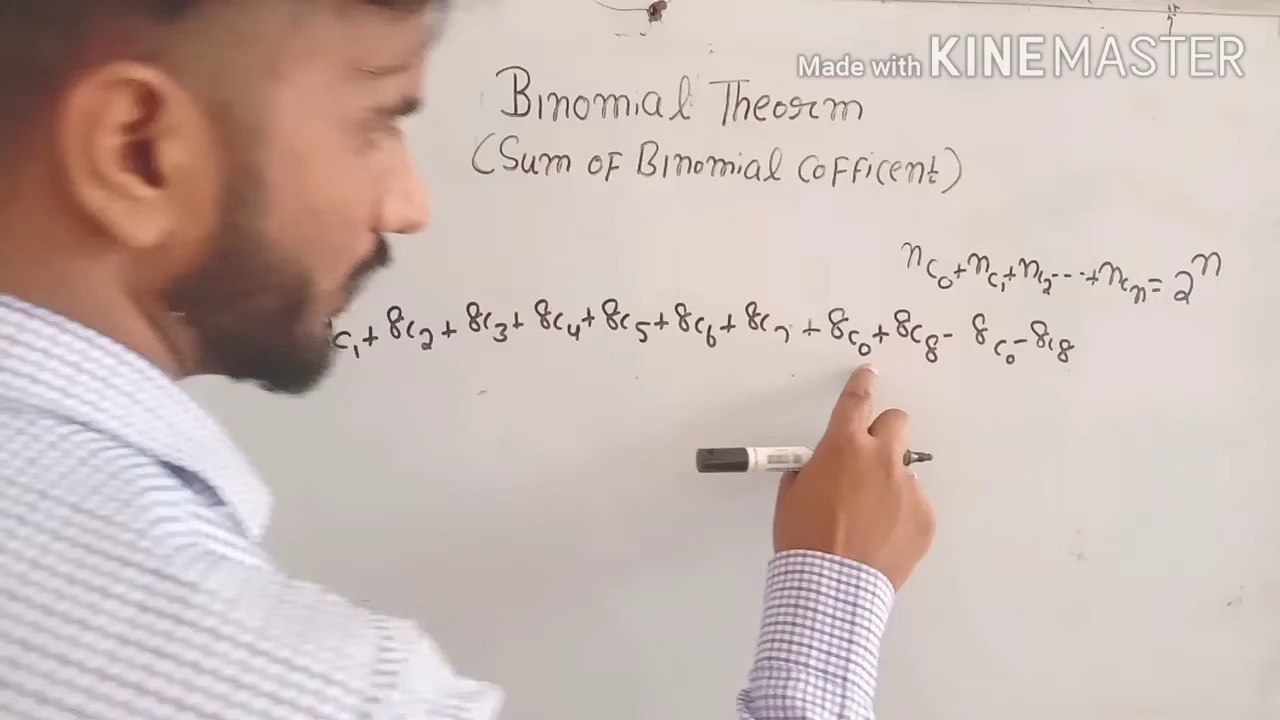 Made with KINEMASTER
Binomial Theorm
(Sum of Binomial Cofficent)
nC₀+nC₁+nC₂---+nCₙ=2ⁿ
C₁+8C₂+8C₃+8C₄+8C₅+8C₆+8C₇+8C₀+8C₈-8C₀-8C₈